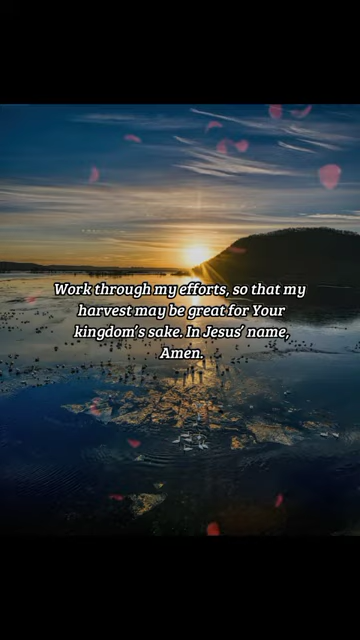 Work through my efforts, so that my
harvest may be great for Your
kingdom's sake. In Jesus' name,
Amen.